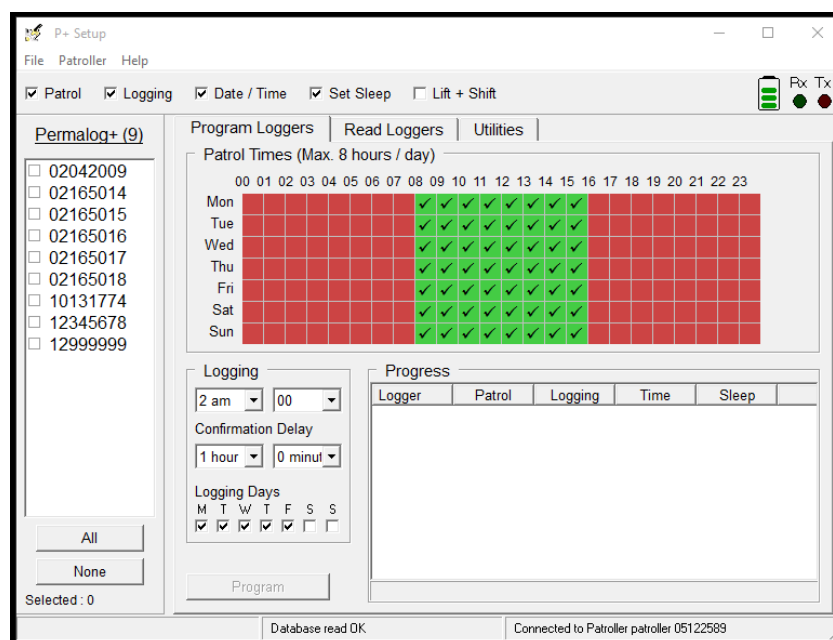 P+ Setup
File Patroller Help
Patrol Logging Date / Time Set Sleep Lift + Shift Rx Tx
Permalog+ (9)
02042009
02165014
02165015
02165016
02165017
02165018
10131774
12345678
12999999
All
None
Selected : 0
Program Loggers Read Loggers Utilities
Patrol Times (Max. 8 hours / day)
00 01 02 03 04 05 06 07 08 09 10 11 12 13 14 15 16 17 18 19 20 21 22 23
Mon
Tue
Wed
Thu
Fri
Sat
Sun
Logging
2 am 00
Confirmation Delay
1 hour 0 minut
Logging Days
M T W T F S S
Program
Progress
Logger Patrol Logging Time Sleep
Database read OK Connected to Patroller patroller 05122589